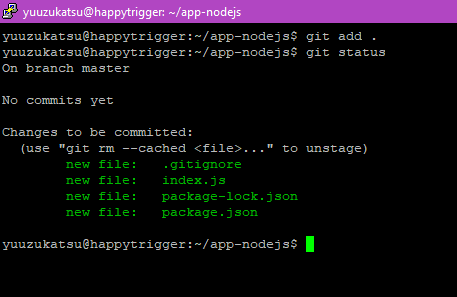 yuuzukatsu@happytrigger: ~/app-nodejs
yuuzukatsu@happytrigger:~/app-nodejs$ git add .
yuuzukatsu@happytrigger:~/app-nodejs$ git status
On branch master
No commits yet
Changes to be committed:
  (use "git rm --cached <file>..." to unstage)
        new file:   .gitignore
        new file:   index.js
        new file:   package-lock.json
        new file:   package.json
yuuzukatsu@happytrigger:~/app-nodejs$